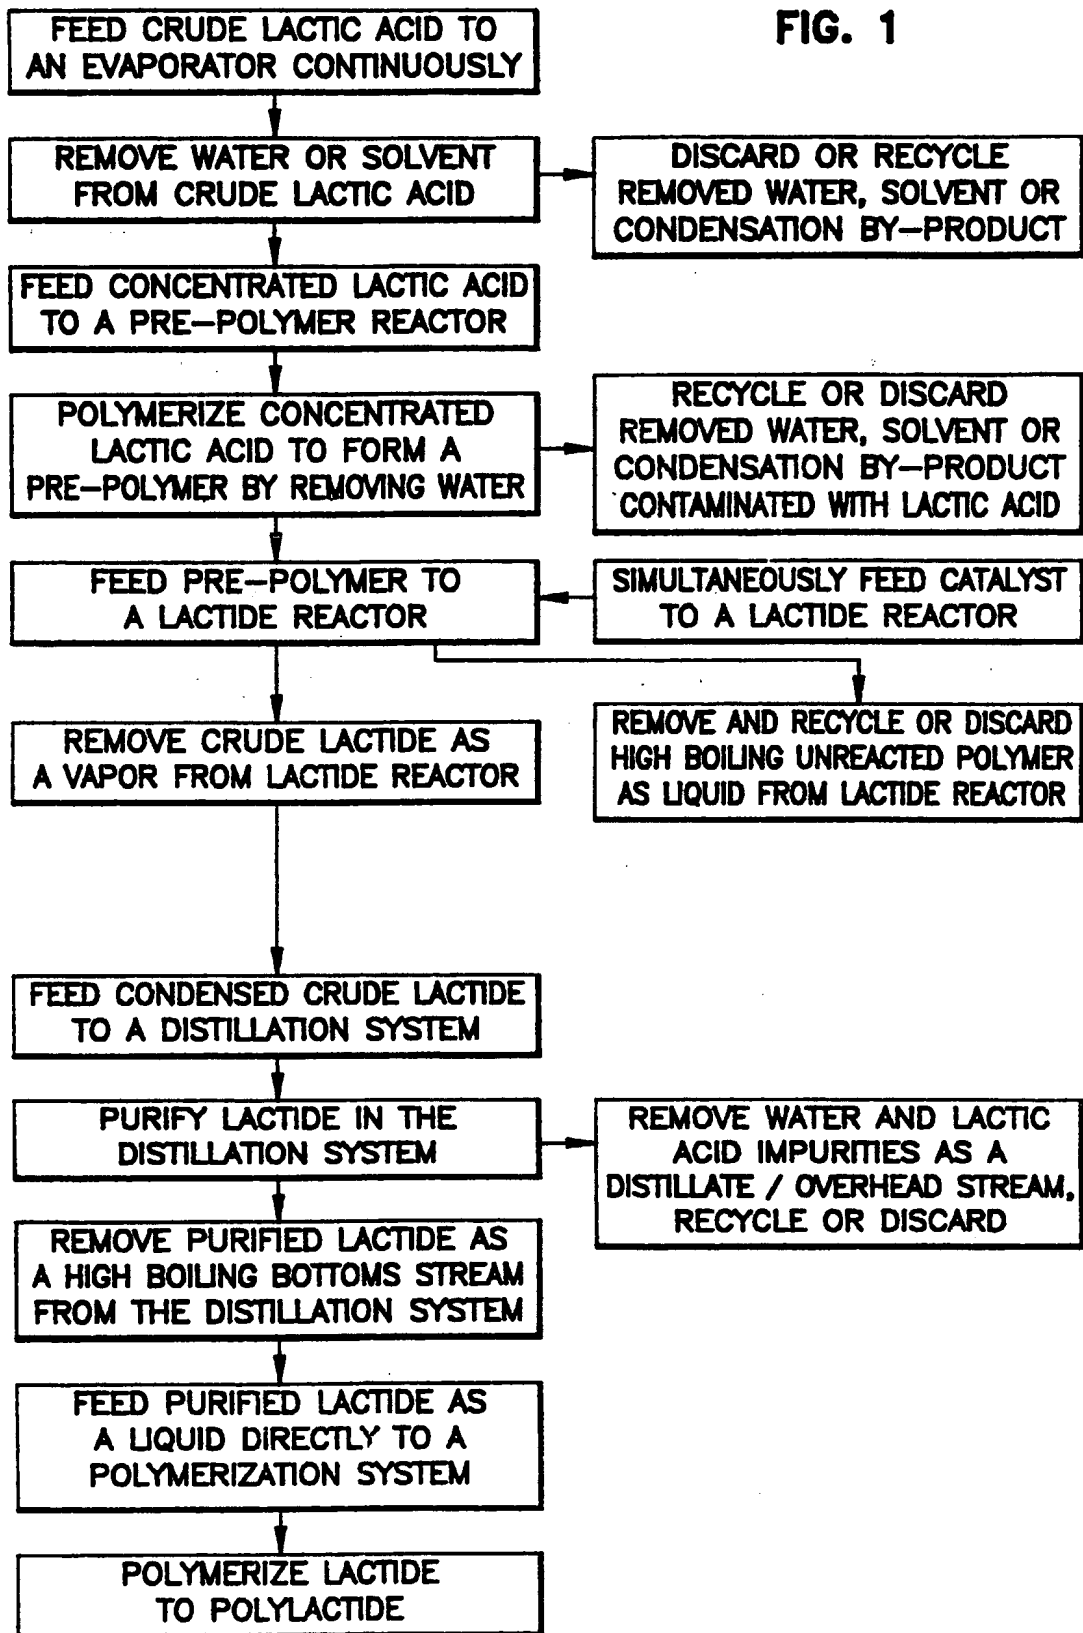 FIG. 1
FEED CRUDE LACTIC ACID TO
AN EVAPORATOR CONTINUOUSLY
REMOVE WATER OR SOLVENT
FROM CRUDE LACTIC ACID
DISCARD OR RECYCLE
REMOVED WATER, SOLVENT OR
CONDENSATION BY-PRODUCT
FEED CONCENTRATED LACTIC ACID
TO A PRE-POLYMER REACTOR
POLYMERIZE CONCENTRATED
LACTIC ACID TO FORM A
PRE-POLYMER BY REMOVING WATER
RECYCLE OR DISCARD
REMOVED WATER, SOLVENT OR
CONDENSATION BY-PRODUCT
CONTAMINATED WITH LACTIC ACID
FEED PRE-POLYMER TO
A LACTIDE REACTOR
SIMULTANEOUSLY FEED CATALYST
TO A LACTIDE REACTOR
REMOVE CRUDE LACTIDE AS
A VAPOR FROM LACTIDE REACTOR
REMOVE AND RECYCLE OR DISCARD
HIGH BOILING UNREACTED POLYMER
AS LIQUID FROM LACTIDE REACTOR
FEED CONDENSED CRUDE LACTIDE
TO A DISTILLATION SYSTEM
PURIFY LACTIDE IN THE
DISTILLATION SYSTEM
REMOVE WATER AND LACTIC
ACID IMPURITIES AS A
DISTILLATE / OVERHEAD STREAM,
RECYCLE OR DISCARD
REMOVE PURIFIED LACTIDE AS
A HIGH BOILING BOTTOMS STREAM
FROM THE DISTILLATION SYSTEM
FEED PURIFIED LACTIDE AS
A LIQUID DIRECTLY TO A
POLYMERIZATION SYSTEM
POLYMERIZE LACTIDE
TO POLYLACTIDE